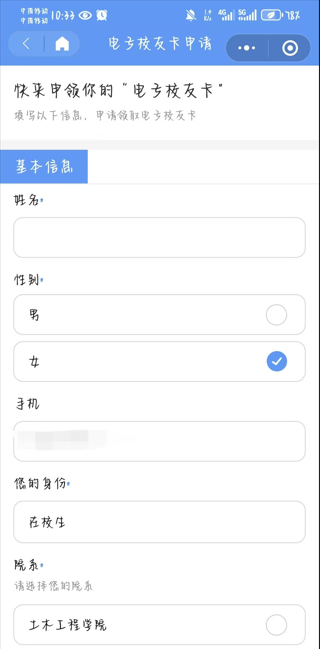 中国移动
中国移动 10:33 4G 5G 78%
电子校友卡申请
快来申领你的“电子校友卡”
填写以下信息，申请领取电子校友卡
基本信息
姓名*
性别*
男
女
手机
您的身份*
在校生
院系*
请选择您的院系
土木工程学院